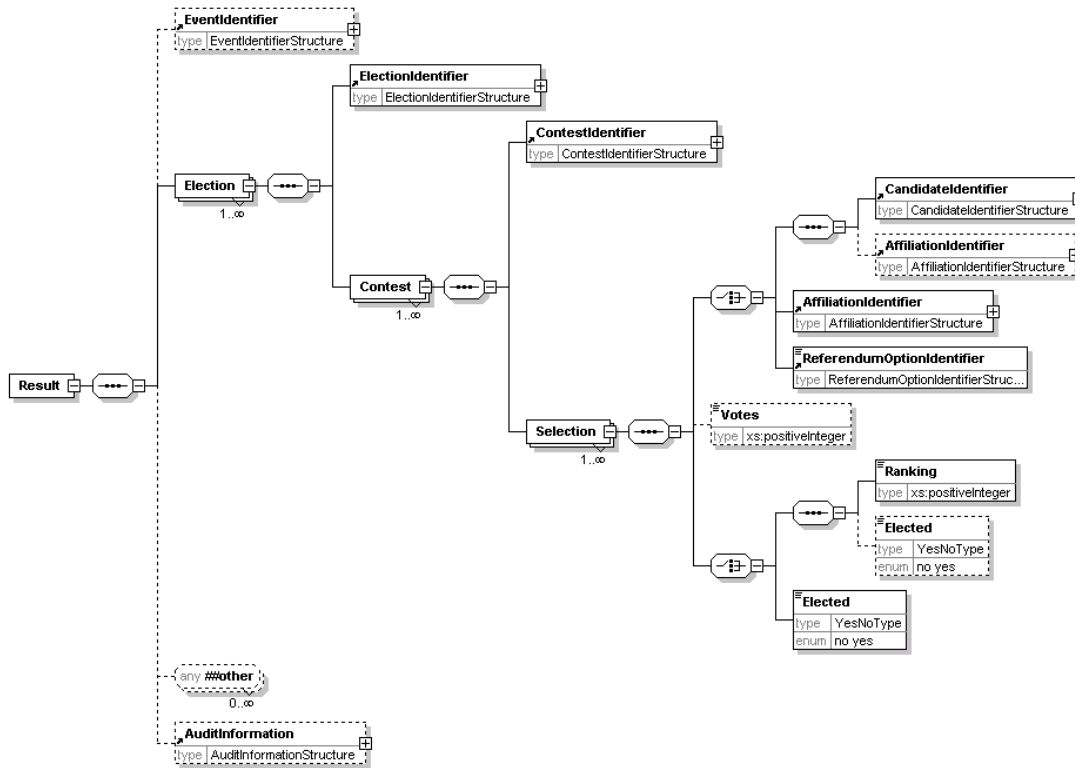 EventIdentifier
type EventIdentifierStructure
ElectionIdentifier
type ElectionIdentifierStructure
ContestIdentifier
type ContestIdentifierStructure
Election
1..∞
CandidateIdentifier
type CandidateIdentifierStructure
AffiliationIdentifier
type AffiliationIdentifierStructure
Contest
1..∞
AffiliationIdentifier
type AffiliationIdentifierStructure
ReferendumOptionIdentifier
type ReferendumOptionIdentifierStruc...
Result
Votes
type xs:positiveInteger
Selection
1..∞
Ranking
type xs:positiveInteger
Elected
type YesNoType
enum no yes
Elected
type YesNoType
enum no yes
any ##other
0..∞
AuditInformation
type AuditInformationStructure